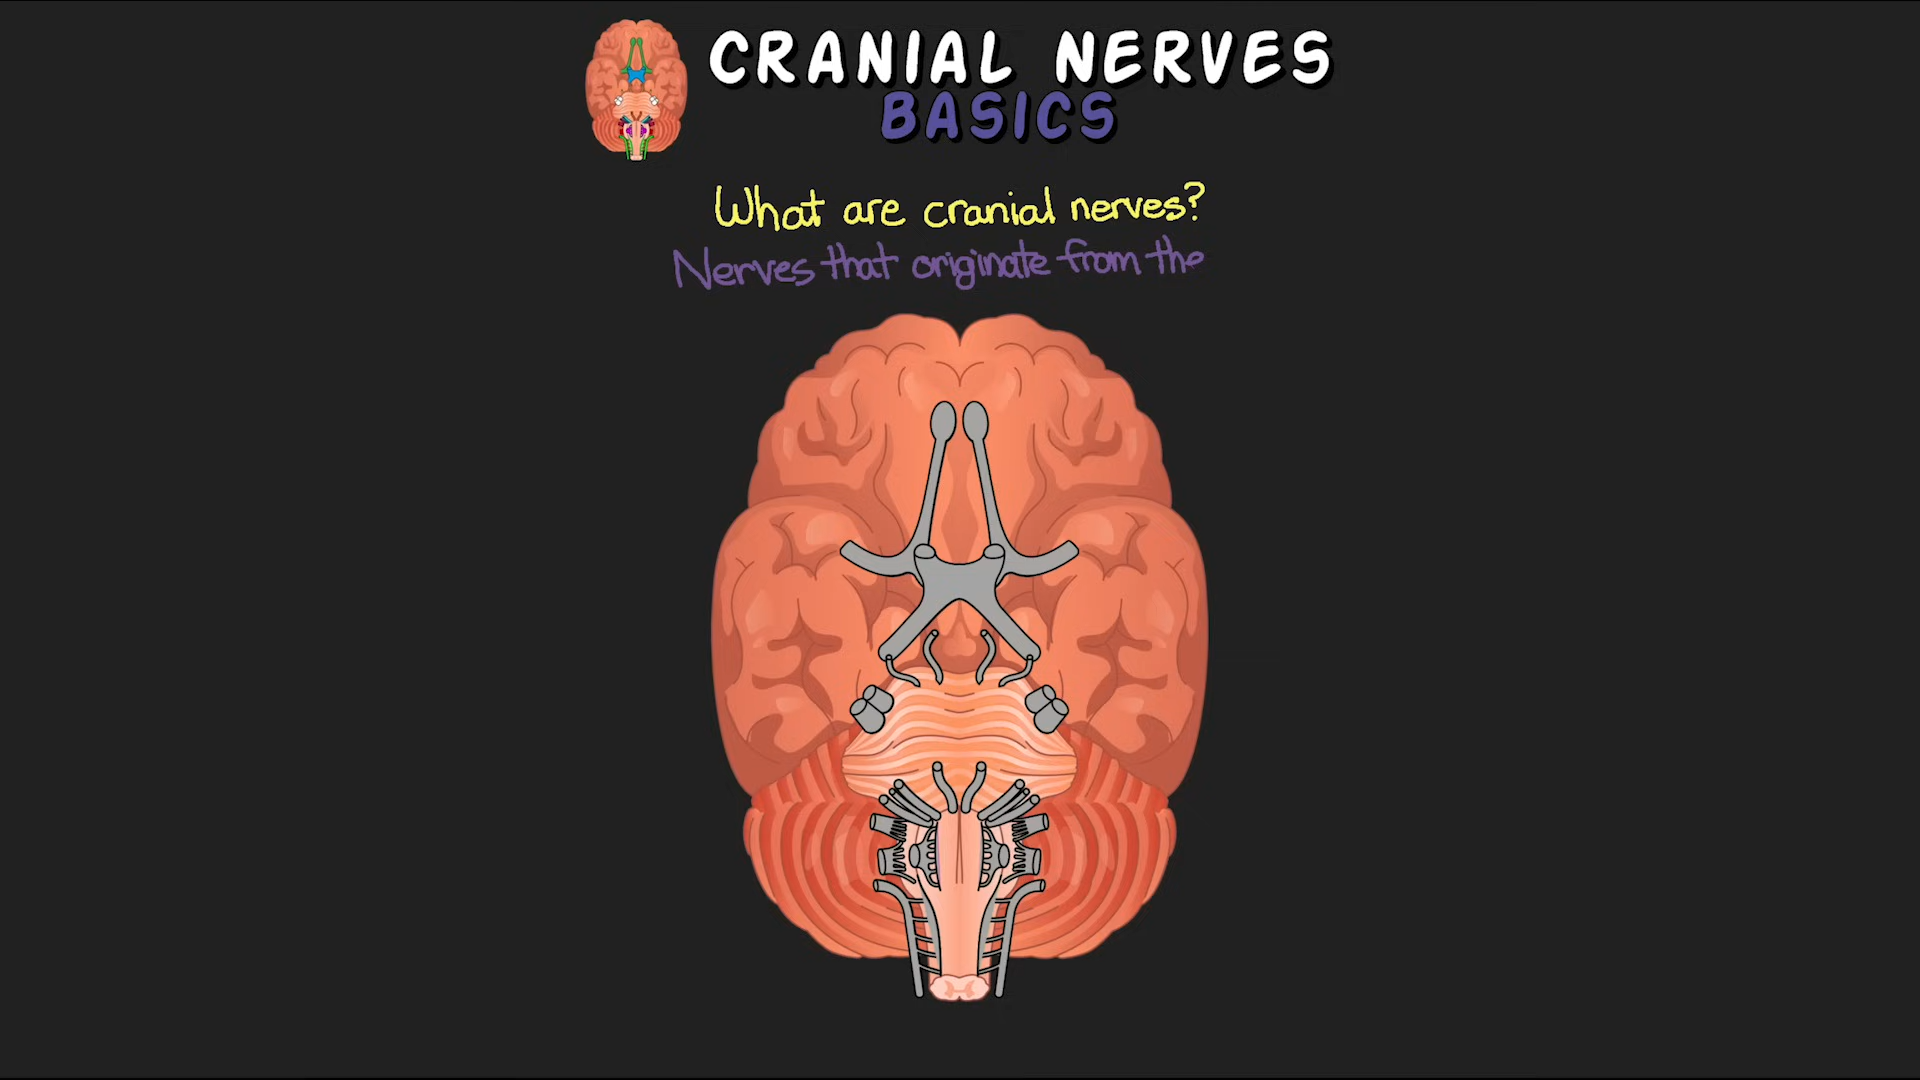 CRANIAL NERVES
BASICS
What are cranial nerves?
Nerves that originate from the